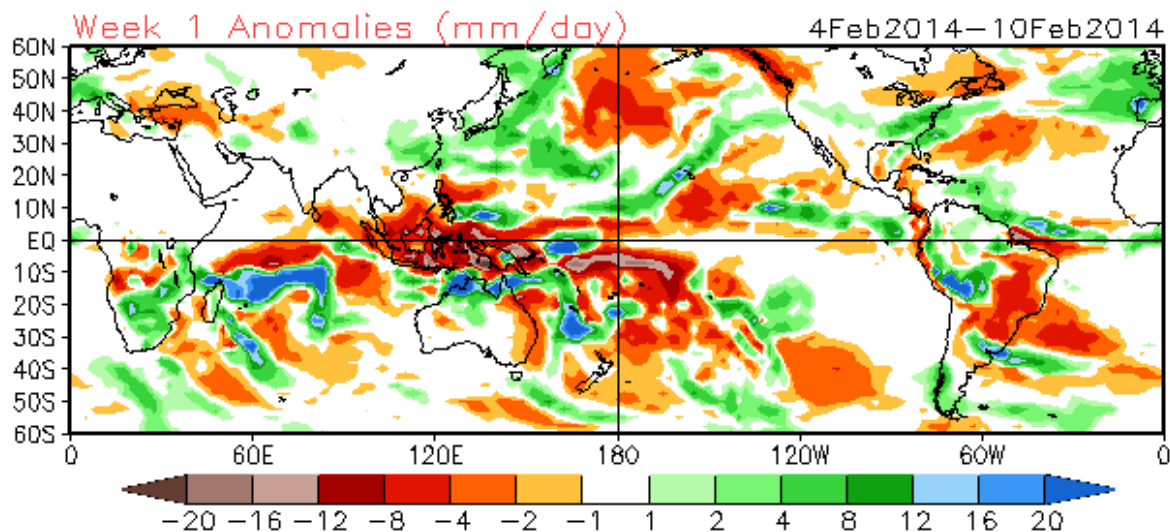 Week 1 Anomalies (mm/day) 4Feb2014–10Feb2014
60N
50N
40N
30N
20N
10N
EQ
10S
20S
30S
40S
50S
60S
0 60E 120E 180 120W 60W 0
−20 −16 −12 −8 −4 −2 −1 1 2 4 8 12 16 20